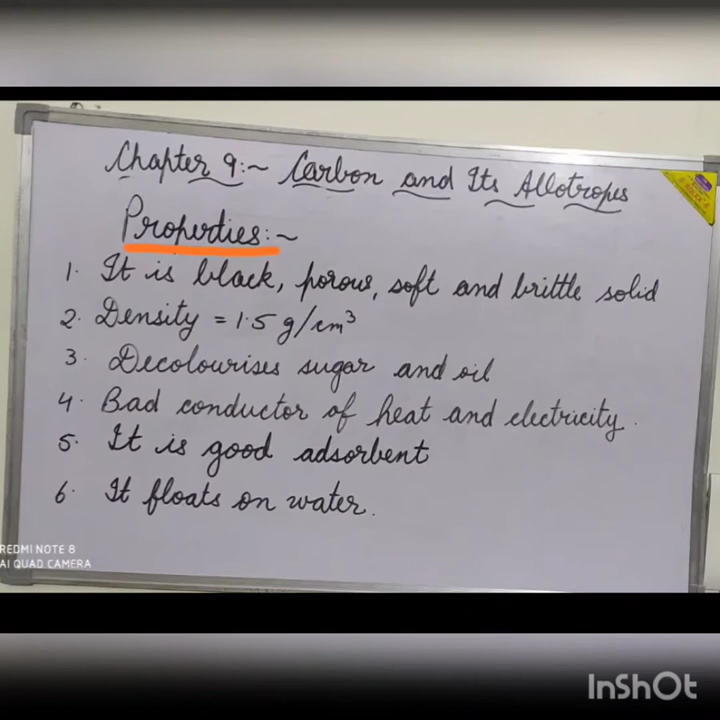 Chapter 9:~ Carbon and Its Allotropes
Properties:~
1. It is black, porous, soft and brittle solid
2. Density = 1.5 g/cm³
3. Decolourises sugar and oil
4. Bad conductor of heat and electricity.
5. It is good adsorbent
6. It floats on water.
REDMI NOTE 8
AI QUAD CAMERA
InShOt